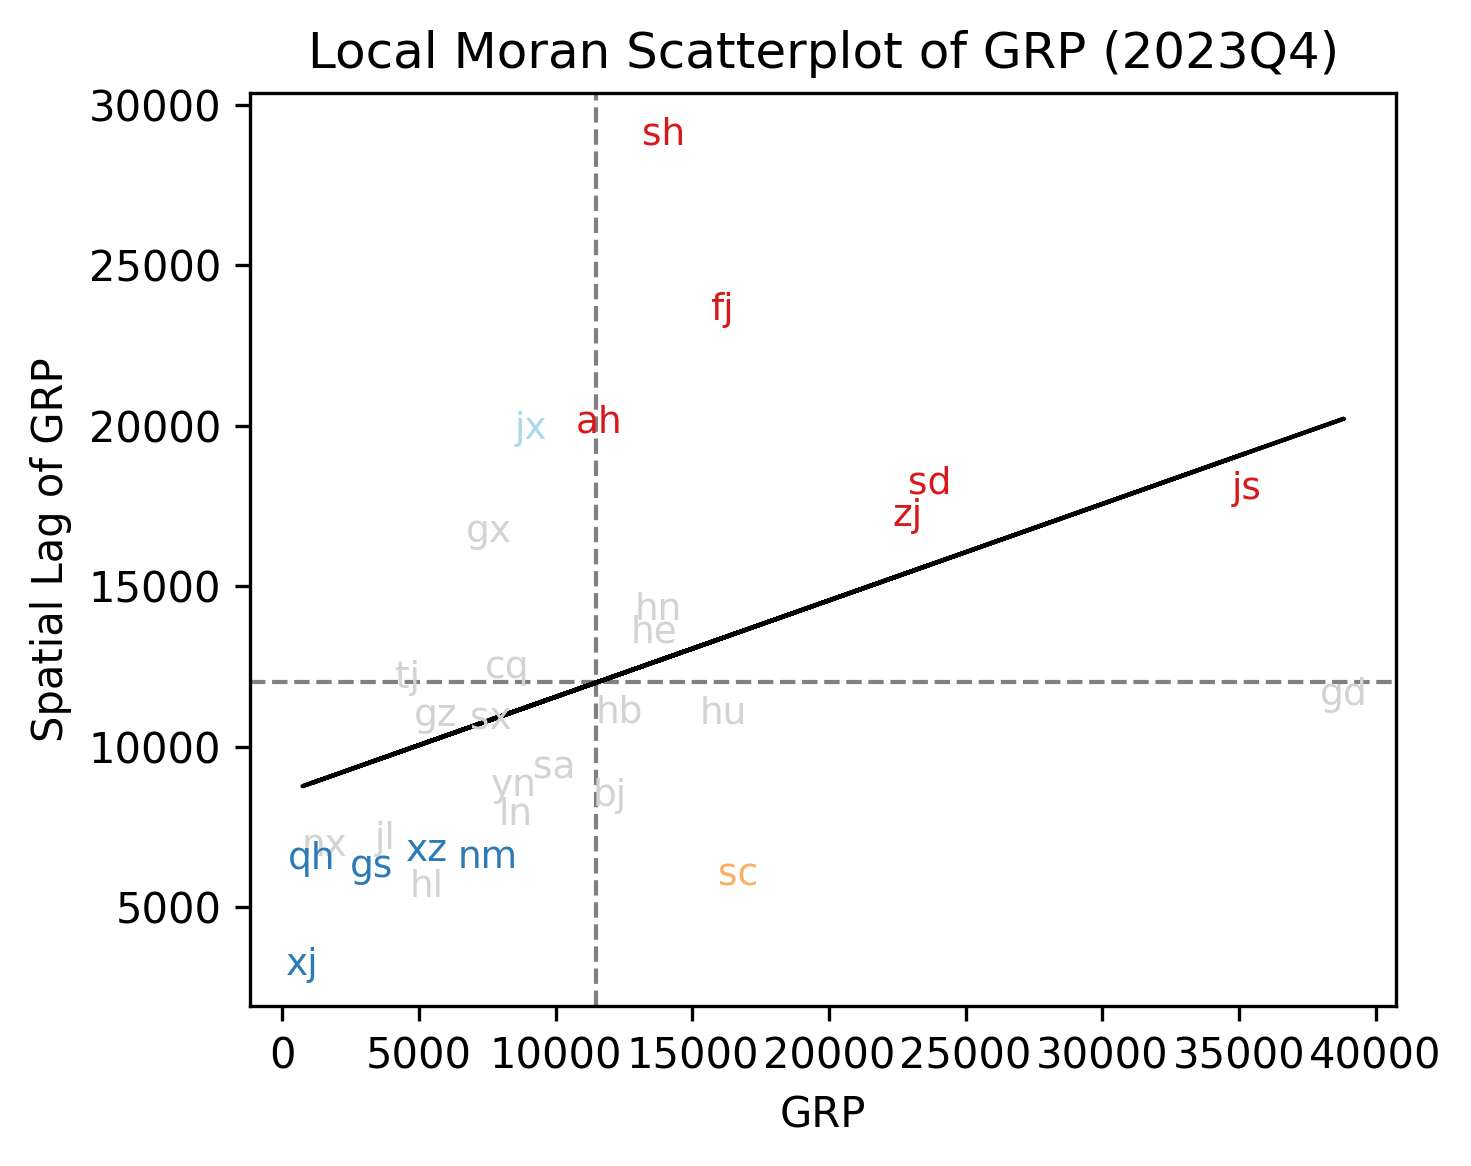 Local Moran Scatterplot of GRP (2023Q4)
30000
25000
20000
15000
10000
5000
Spatial Lag of GRP
sh
fj
jx
ah
sd
js
zj
gx
hn
he
cq
tj
gd
gz
sx
hb
hu
sa
yn
bj
ln
jl
nx
xz
nm
qh
gs
sc
hl
xj
0 5000 10000 15000 20000 25000 30000 35000 40000
GRP